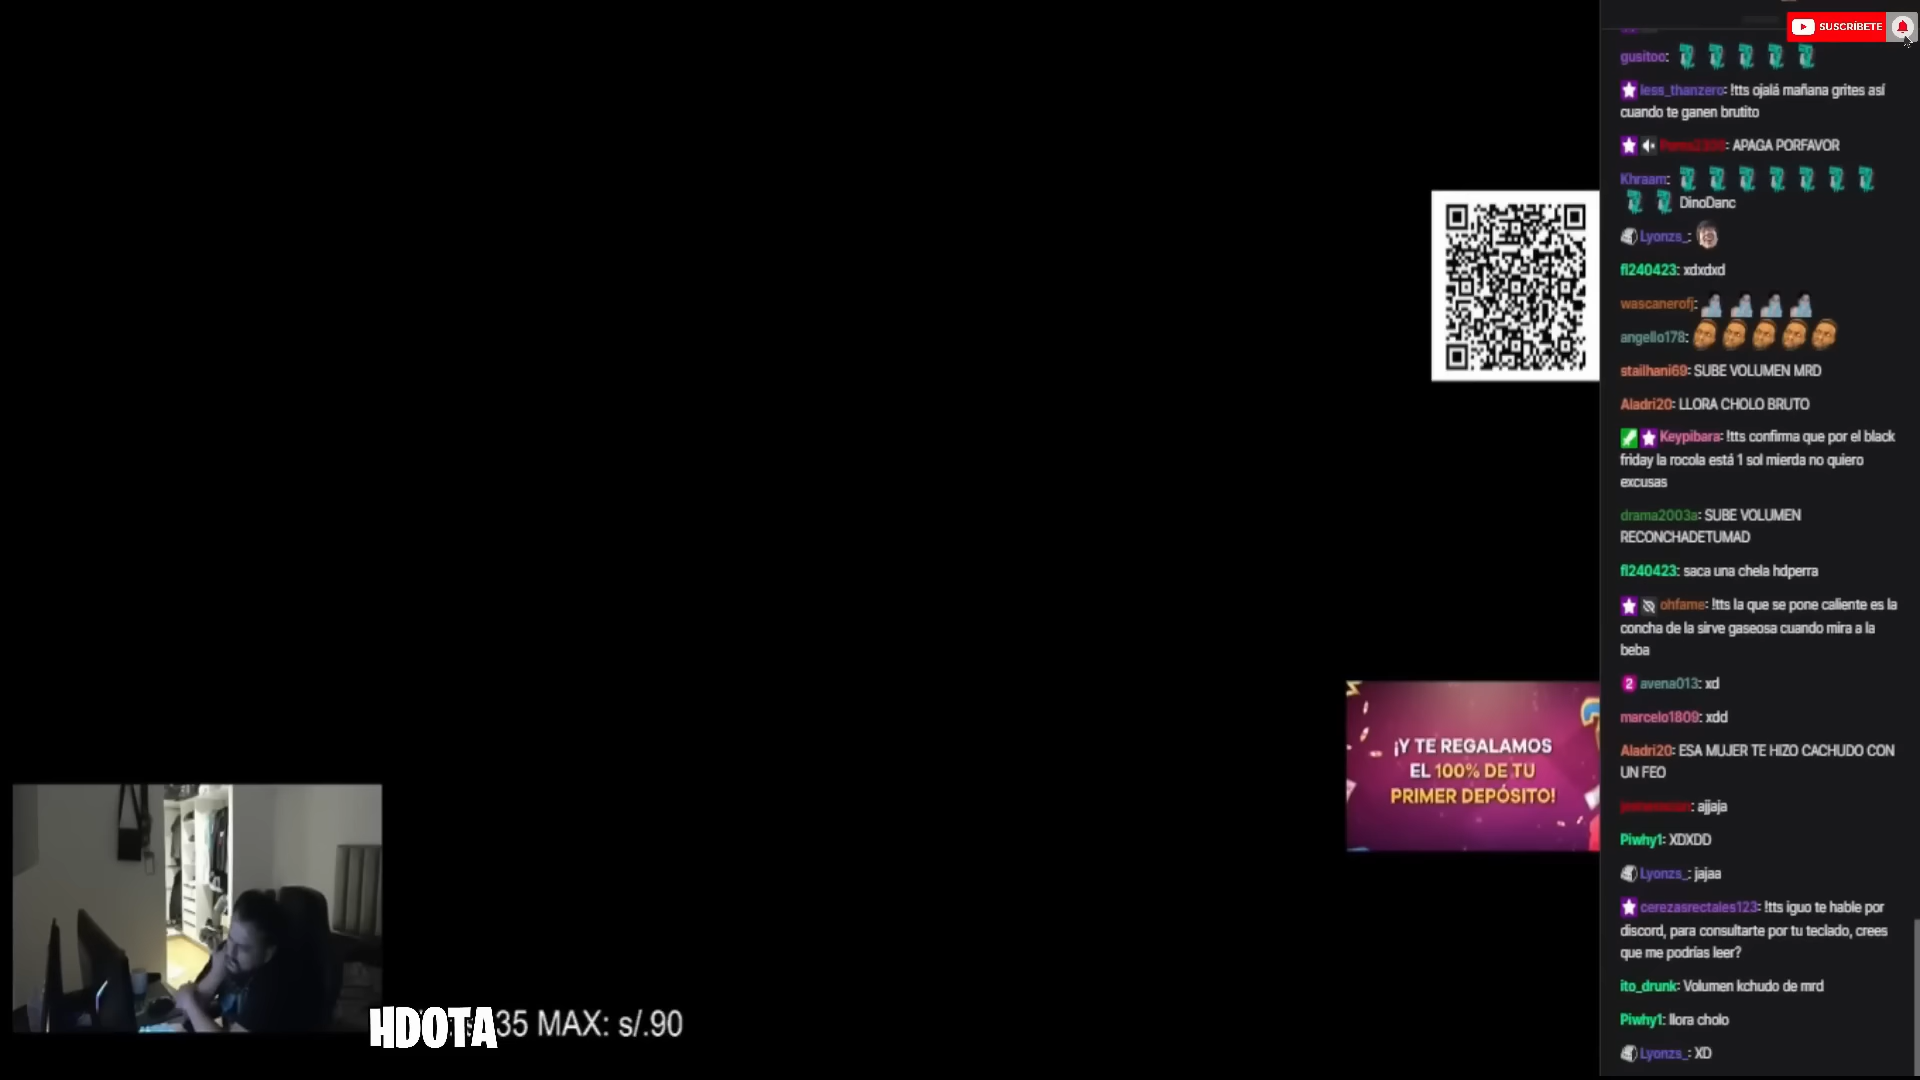 SUSCRÍBETE
gusitoo:
less_thanzero: !tts ojalá mañana grites así
cuando te ganen brutito
: APAGA PORFAVOR
Khraam:
DinoDanc
Lyonzs_:
fl240423: xdxdxd
wascanerofj:
angello178:
stailhani69: SUBE VOLUMEN MRD
Aladri20: LLORA CHOLO BRUTO
Keypibara: !tts confirma que por el black
friday la rocola está 1 sol mierda no quiero
excusas
drama2003a: SUBE VOLUMEN
RECONCHADETUMAD
fl240423: saca una chela hdperra
ohfame: !tts la que se pone caliente es la
concha de la sirve gaseosa cuando mira a la
beba
2 avena013: xd
marcelo1809: xdd
Aladri20: ESA MUJER TE HIZO CACHUDO CON
UN FEO
: ajjaja
Piwhy1: XDXDD
Lyonzs_: jajaa
cerezasrectales123: !tts iguo te hable por
discord, para consultarte por tu teclado, crees
que me podrías leer?
ito_drunk: Volumen kchudo de mrd
Piwhy1: llora cholo
Lyonzs_: XD
¡Y TE REGALAMOS
EL 100% DE TU
PRIMER DEPÓSITO!
HDOTA 35 MAX: s/.90